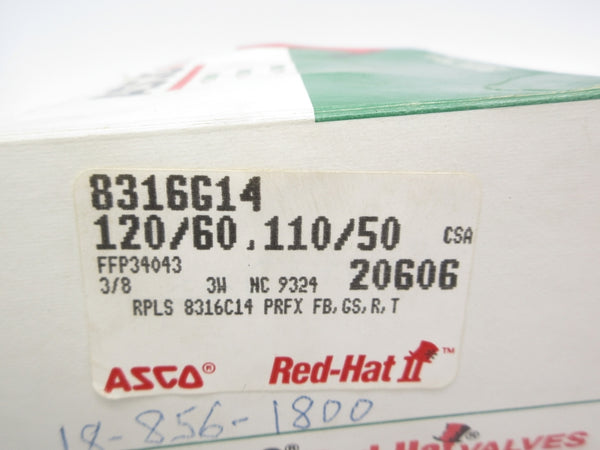 8316G14
120/60, 110/50 CSA
FFP34043
3/8 3W NC 9324 20606
RPLS 8316C14 PRFX FB,GS,R,T
ASCO® Red-Hat II™
18-856-1800
VALVES